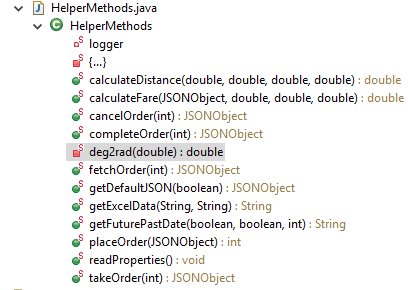 HelperMethods.java
HelperMethods
logger
{...}
calculateDistance(double, double, double, double) : double
calculateFare(JSONObject, double, double, double) : double
cancelOrder(int) : JSONObject
completeOrder(int) : JSONObject
deg2rad(double) : double
fetchOrder(int) : JSONObject
getDefaultJSON(boolean) : JSONObject
getExcelData(String, String) : String
getFuturePastDate(boolean, boolean, int) : String
placeOrder(JSONObject) : int
readProperties() : void
takeOrder(int) : JSONObject